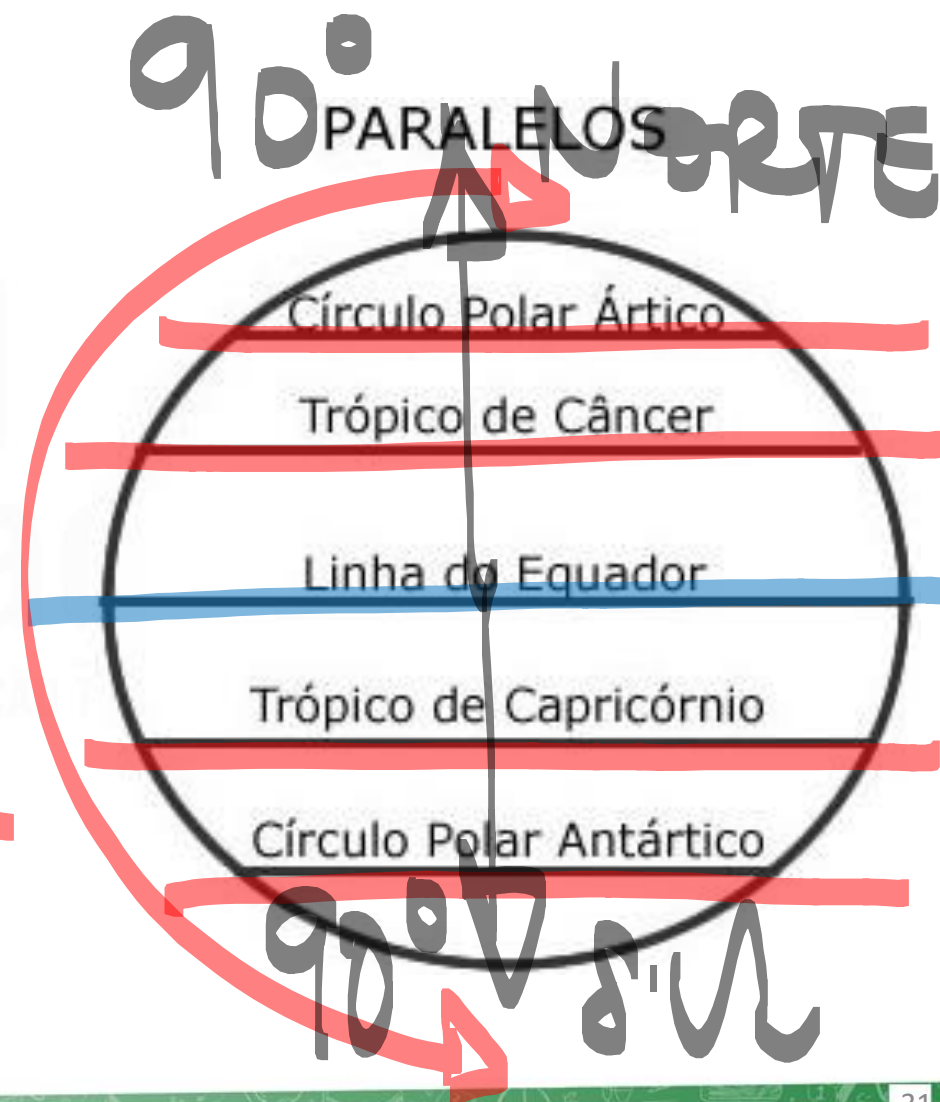 90° NORTE
PARALELOS
Círculo Polar Ártico
Trópico de Câncer
Linha do Equador
Trópico de Capricórnio
Círculo Polar Antártico
90° SUL